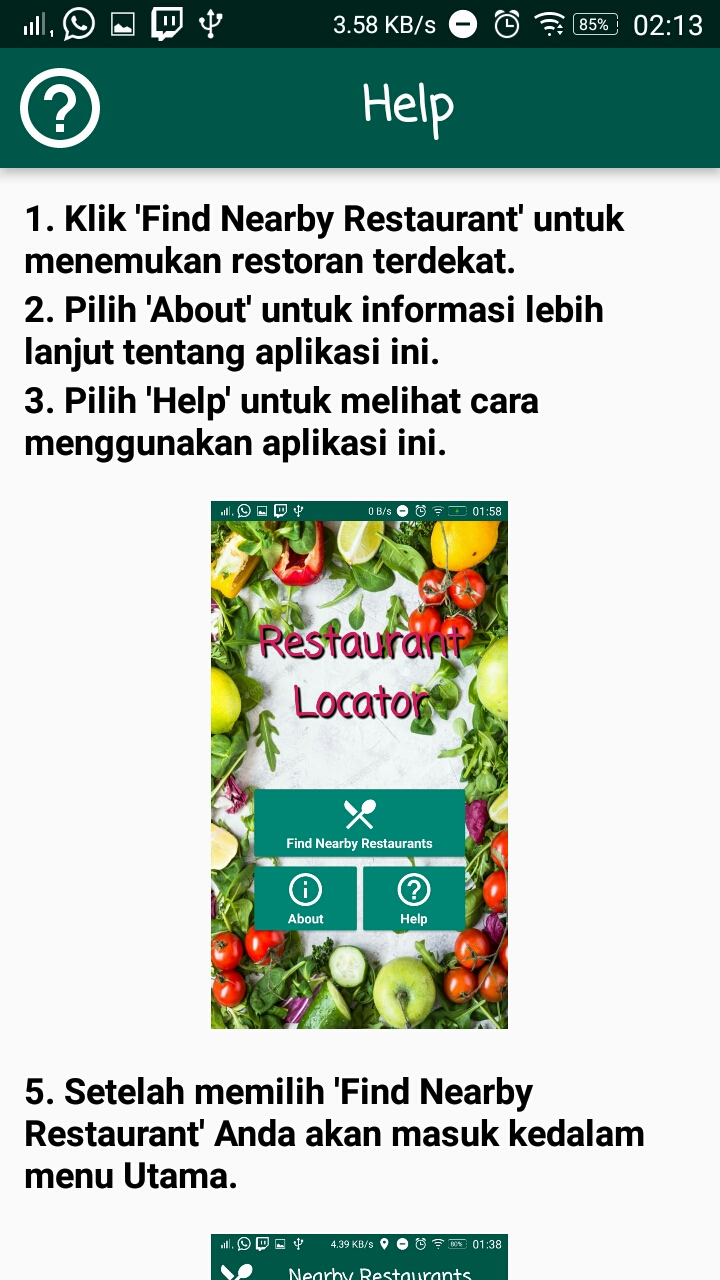 3.58 KB/s 85% 02:13
Help
1. Klik 'Find Nearby Restaurant' untuk
menemukan restoran terdekat.
2. Pilih 'About' untuk informasi lebih
lanjut tentang aplikasi ini.
3. Pilih 'Help' untuk melihat cara
menggunakan aplikasi ini.
0 B/s 01:58
Restaurant
Locator
Find Nearby Restaurants
About Help
5. Setelah memilih 'Find Nearby
Restaurant' Anda akan masuk kedalam
menu Utama.
4.39 KB/s 80% 01:38
Nearby Restaurants